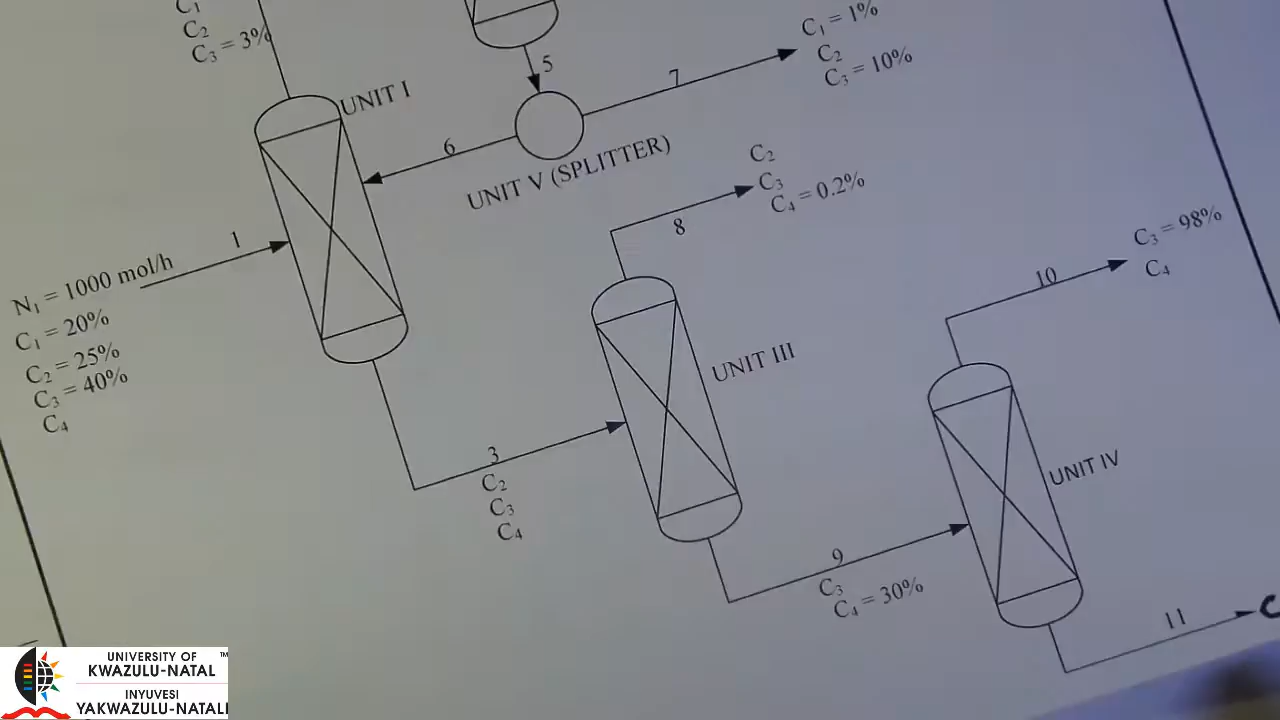 C₁
C₂
C₃ = 3%
UNIT I
5
7
C₁ = 1%
C₂
C₃ = 10%
6
UNIT V (SPLITTER)
C₂
C₃
C₄ = 0.2%
8
1
N₁ = 1000 mol/h
C₁ = 20%
C₂ = 25%
C₃ = 40%
C₄
UNIT III
10
C₃ = 98%
C₄
3
C₂
C₃
C₄
UNIT IV
9
C₃
C₄ = 30%
11
C
UNIVERSITY OF ™
KWAZULU-NATAL
INYUVESI
YAKWAZULU-NATALI